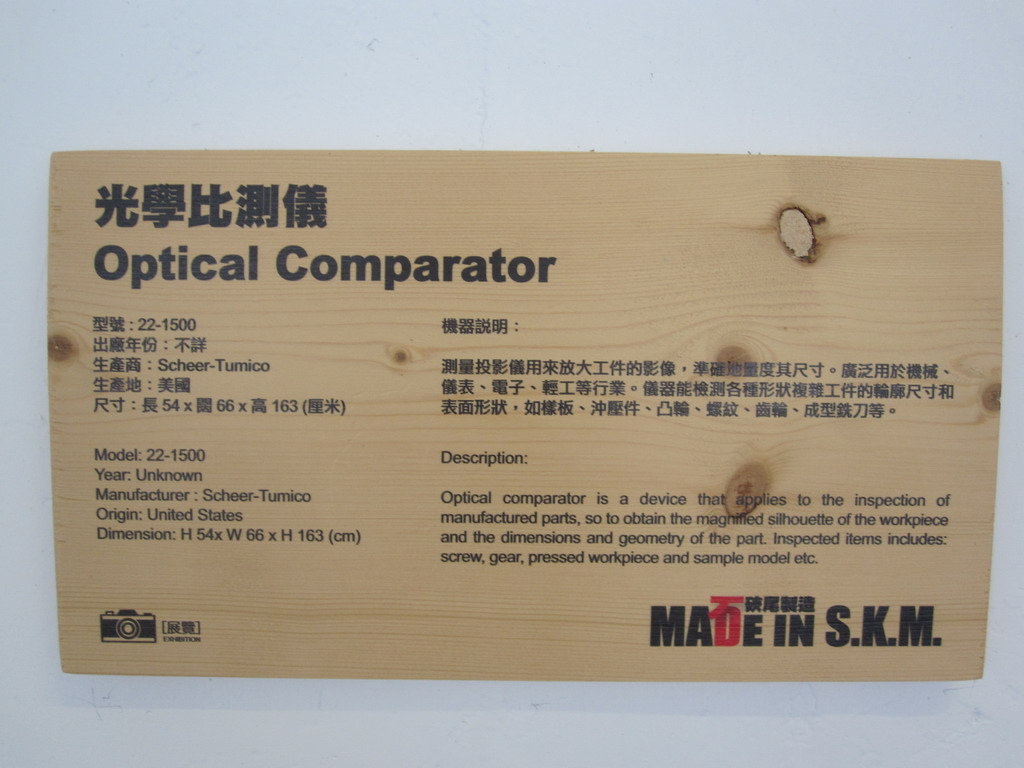 光學比測儀
Optical Comparator
型號 : 22-1500
出廠年份：不詳
生產商：Scheer-Tumico
生產地：美國
尺寸：長 54 x 闊 66 x 高 163 (厘米)
Model: 22-1500
Year: Unknown
Manufacturer : Scheer-Tumico
Origin: United States
Dimension: H 54x W 66 x H 163 (cm)
機器説明：
測量投影儀用來放大工件的影像，準確地量度其尺寸。廣泛用於機械、
儀表、電子、輕工等行業。儀器能檢測各種形狀複雜工件的輪廓尺寸和
表面形狀，如樣板、沖壓件、凸輪、螺紋、齒輪、成型銑刀等。
Description:
Optical comparator is a device that applies to the inspection of
manufactured parts, so to obtain the magnified silhouette of the workpiece
and the dimensions and geometry of the part. Inspected items includes:
screw, gear, pressed workpiece and sample model etc.
[展覽]
EXHIBITION
石硤尾製造
MADE IN S.K.M.